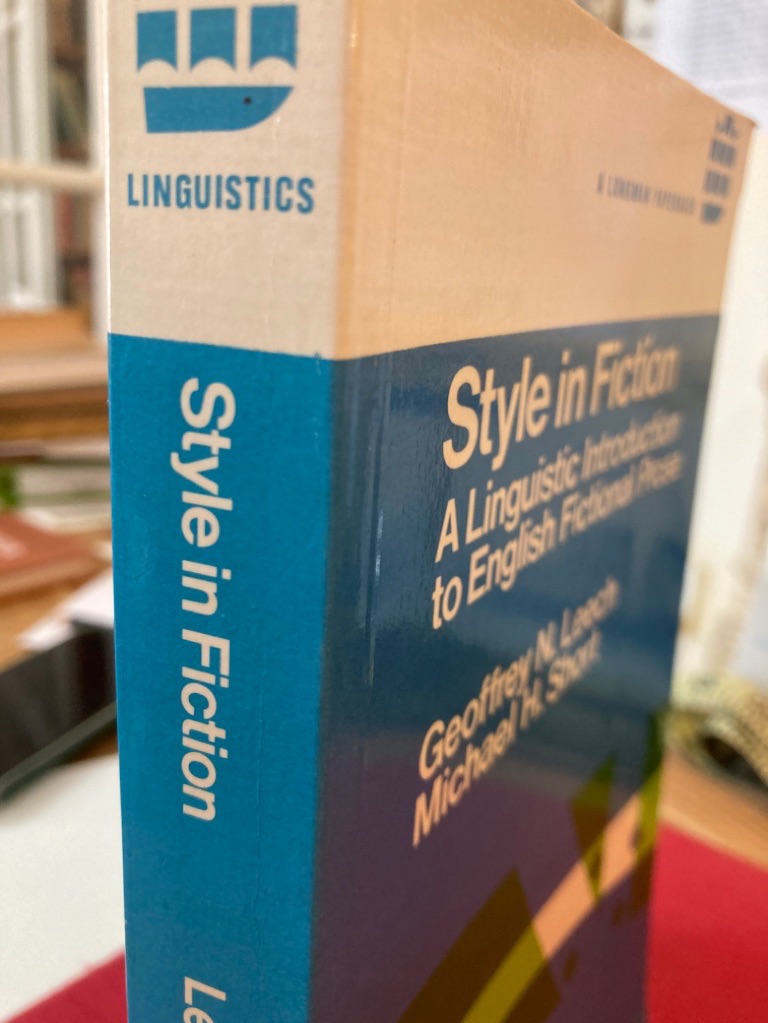 LINGUISTICS
Style in Fiction
Le
A LONGMAN PAPERBACK
Style in Fiction
A Linguistic Introduction
to English Fictional Prose
Geoffrey N. Leech
Michael H. Short